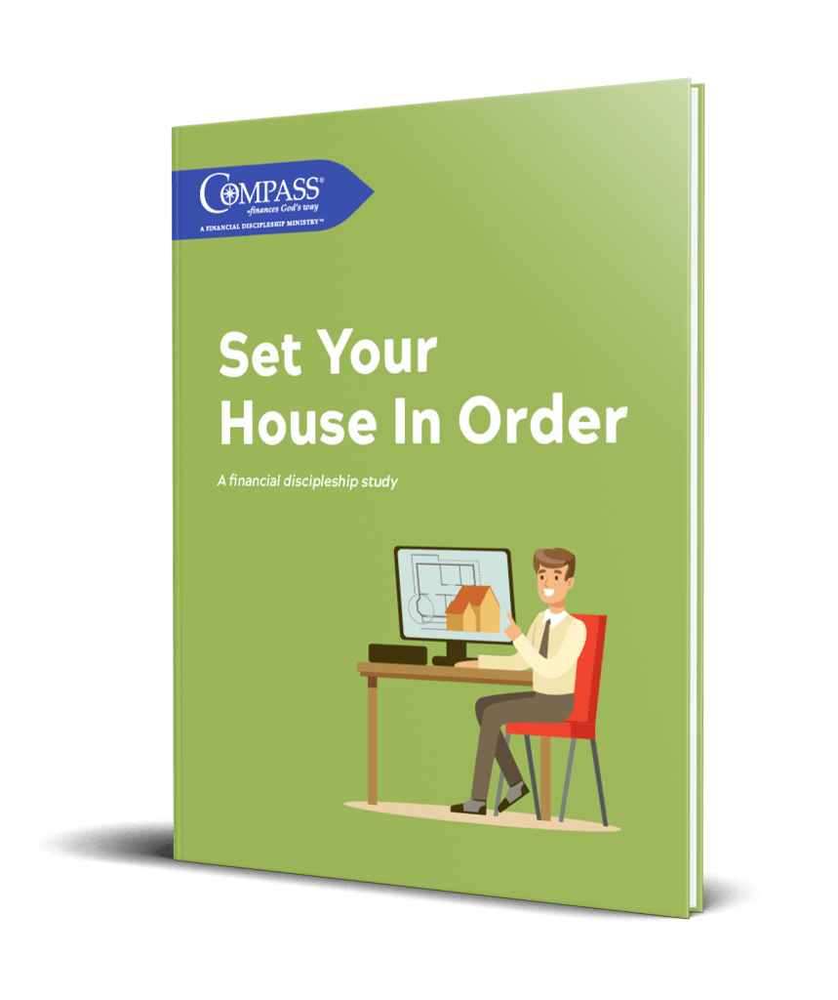 COMPASS®
-finances God's way
A FINANCIAL DISCIPLESHIP MINISTRY™
Set Your
House In Order
A financial discipleship study